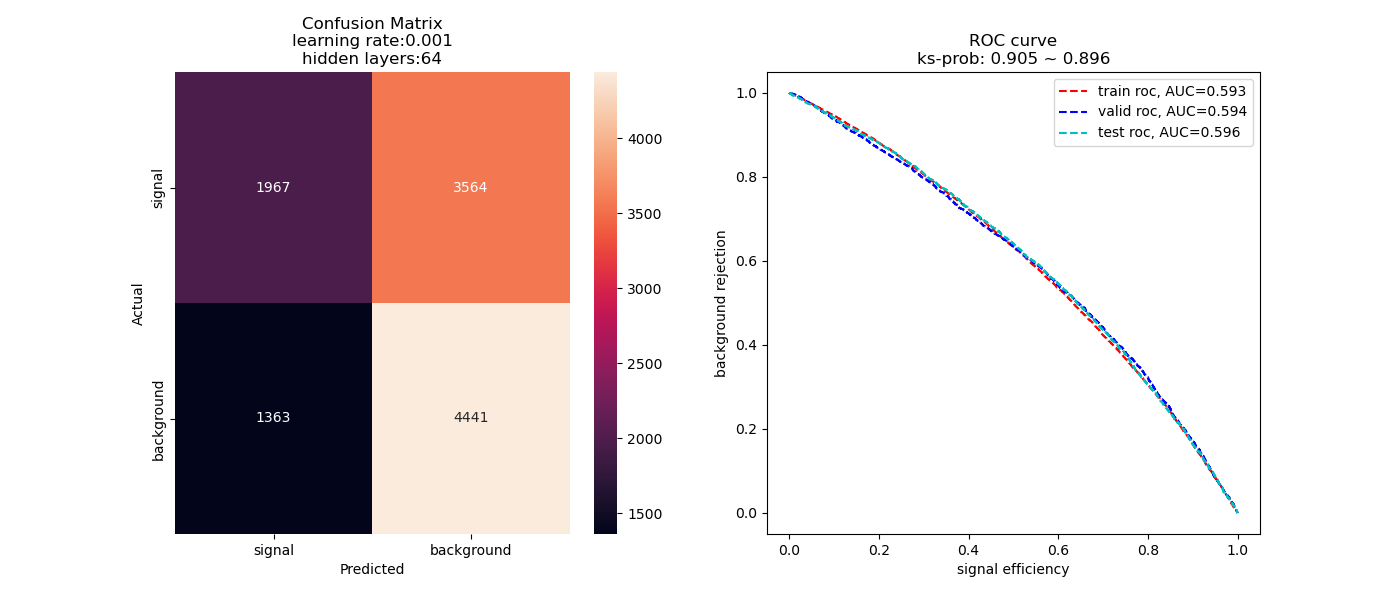 Confusion Matrix
learning rate:0.001
hidden layers:64
signal
background
Actual
1967
3564
1363
4441
signal
background
Predicted
4000
3500
3000
2500
2000
1500
ROC curve
ks-prob: 0.905 ~ 0.896
train roc, AUC=0.593
valid roc, AUC=0.594
test roc, AUC=0.596
background rejection
1.0
0.8
0.6
0.4
0.2
0.0
0.0
0.2
0.4
0.6
0.8
1.0
signal efficiency